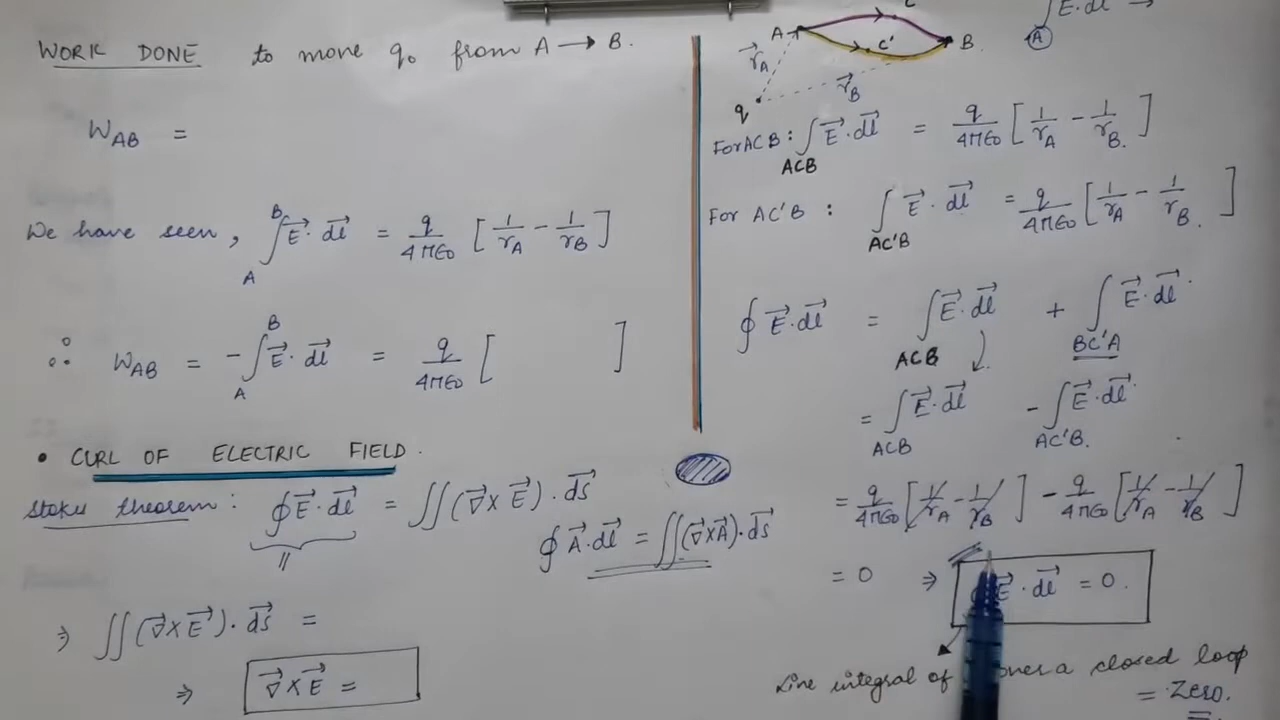 WORK DONE to move q₀ from A → B.
W_AB =
We have seen, ∫_A^B E⃗ · dl⃗ = q/4πε₀ [1/r_A − 1/r_B]
∴ W_AB = −∫_A^B E⃗ · dl⃗ = q/4πε₀ [ ]
• CURL OF ELECTRIC FIELD.
Stokes theorem : ∮ E⃗ · dl⃗ = ∬ (∇⃗ × E⃗) · ds⃗
∮ A⃗ · dl⃗ = ∬ (∇⃗ × A⃗) · ds⃗
⇒ ∬ (∇⃗ × E⃗) · ds⃗ =
⇒ ∇⃗ × E⃗ =
A C B
C'
r⃗_A r⃗_B
q
∫ E · dl →
A
For ACB : ∫_ACB E⃗ · dl⃗ = q/4πε₀ [1/r_A − 1/r_B]
For AC'B : ∫_AC'B E⃗ · dl⃗ = q/4πε₀ [1/r_A − 1/r_B]
∮ E⃗ · dl⃗ = ∫_ACB E⃗ · dl⃗ + ∫_BC'A E⃗ · dl⃗
= ∫_ACB E⃗ · dl⃗ − ∫_AC'B E⃗ · dl⃗
= q/4πε₀ [1/r_A − 1/r_B] − q/4πε₀ [1/r_A − 1/r_B]
= 0 ⇒ E⃗ · dl⃗ = 0.
Line integral of over a closed loop
= Zero.